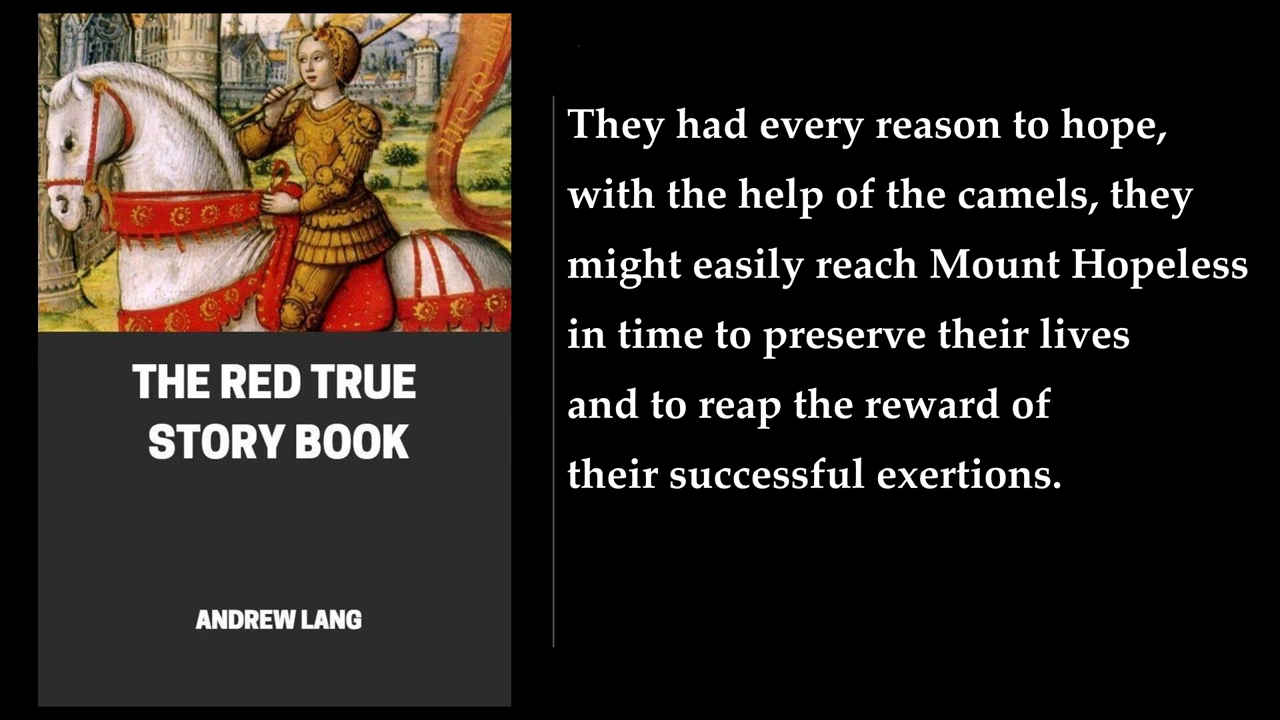 THE RED TRUE
STORY BOOK
ANDREW LANG
They had every reason to hope,
with the help of the camels, they
might easily reach Mount Hopeless
in time to preserve their lives
and to reap the reward of
their successful exertions.